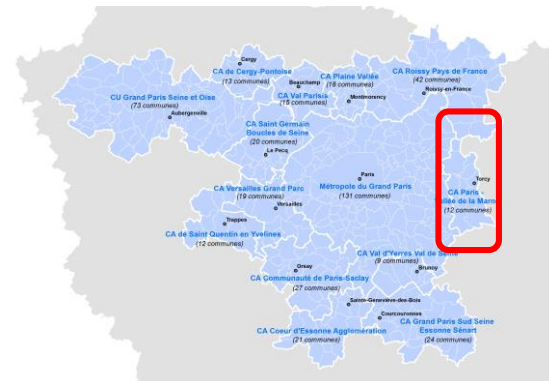 Cergy
CA de Cergy-Pontoise
(13 communes)
Beauchamp
CA Val Parisis
(15 communes)
CA Plaine Vallée
(18 communes)
Montmorency
CA Roissy Pays de France
(42 communes)
Roissy-en-France
CU Grand Paris Seine et Oise
(73 communes)
Aubergenville
CA Saint Germain
Boucles de Seine
(20 communes)
Le Pecq
Paris
Métropole du Grand Paris
(131 communes)
Torcy
CA Paris -
Vallée de la Marne
(12 communes)
CA Versailles Grand Parc
(19 communes)
Versailles
Trappes
CA de Saint Quentin en Yvelines
(12 communes)
CA Val d'Yerres Val de Seine
(9 communes)
Brunoy
Orsay
CA Communauté de Paris-Saclay
(27 communes)
Sainte-Geneviève-des-Bois
Courcouronnes
CA Coeur d'Essonne Agglomération
(21 communes)
CA Grand Paris Sud Seine
Essonne Sénart
(24 communes)